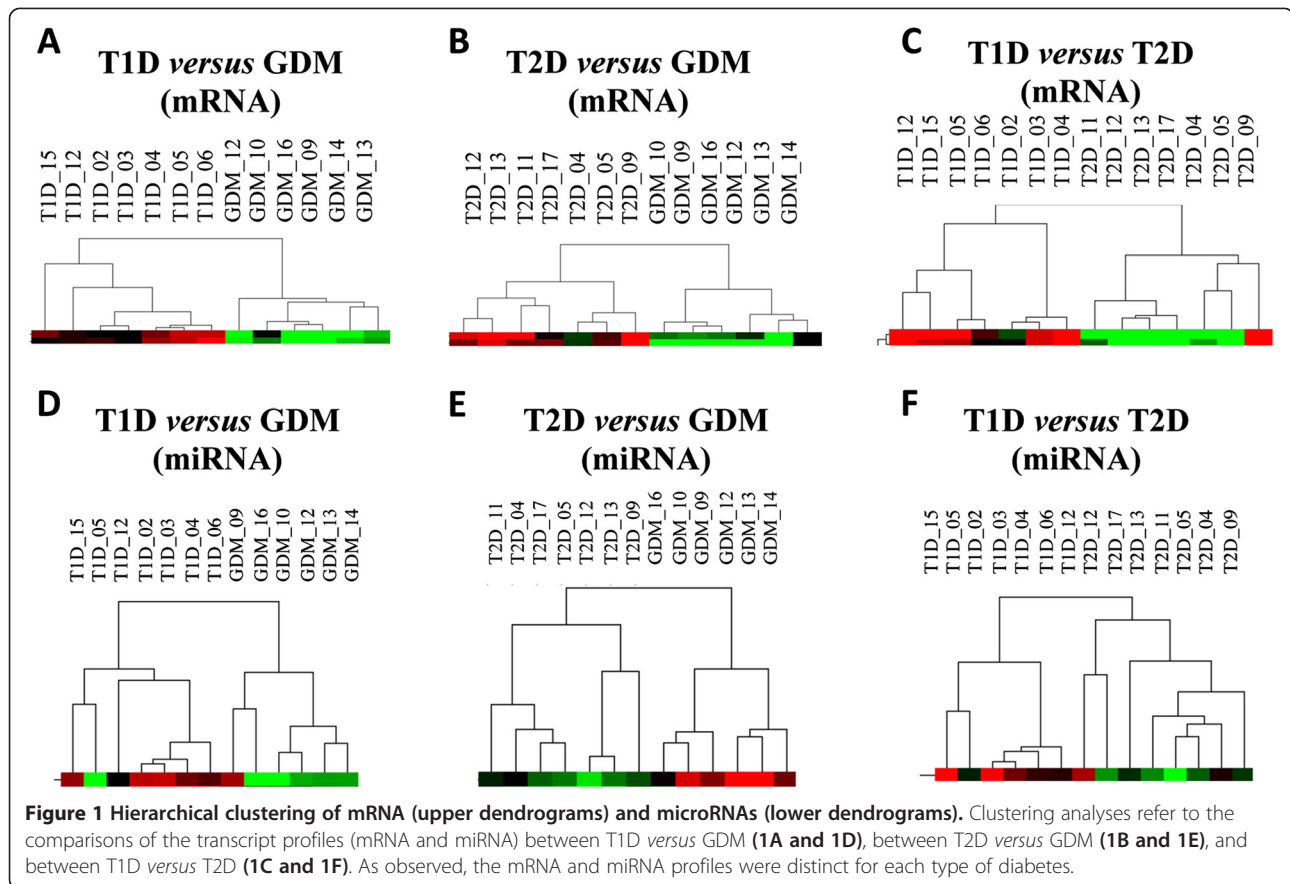 A
T1D versus GDM
(mRNA)
T1D_15
T1D_12
T1D_02
T1D_03
T1D_04
T1D_05
T1D_06
GDM_12
GDM_10
GDM_16
GDM_09
GDM_14
GDM_13
B
T2D versus GDM
(mRNA)
T2D_12
T2D_13
T2D_11
T2D_17
T2D_04
T2D_05
T2D_09
GDM_10
GDM_09
GDM_16
GDM_12
GDM_13
GDM_14
C
T1D versus T2D
(mRNA)
T1D_12
T1D_15
T1D_05
T1D_06
T1D_02
T1D_03
T1D_04
T2D_11
T2D_12
T2D_13
T2D_17
T2D_04
T2D_05
T2D_09
D
T1D versus GDM
(miRNA)
T1D_15
T1D_05
T1D_12
T1D_02
T1D_03
T1D_04
T1D_06
GDM_09
GDM_16
GDM_10
GDM_12
GDM_13
GDM_14
E
T2D versus GDM
(miRNA)
T2D_11
T2D_04
T2D_17
T2D_05
T2D_12
T2D_13
T2D_09
GDM_16
GDM_10
GDM_09
GDM_12
GDM_13
GDM_14
F
T1D versus T2D
(miRNA)
T1D_15
T1D_05
T1D_02
T1D_03
T1D_04
T1D_06
T1D_12
T2D_12
T2D_17
T2D_13
T2D_11
T2D_05
T2D_04
T2D_09
Figure 1 Hierarchical clustering of mRNA (upper dendrograms) and microRNAs (lower dendrograms). Clustering analyses refer to the
comparisons of the transcript profiles (mRNA and miRNA) between T1D versus GDM (1A and 1D), between T2D versus GDM (1B and 1E), and
between T1D versus T2D (1C and 1F). As observed, the mRNA and miRNA profiles were distinct for each type of diabetes.